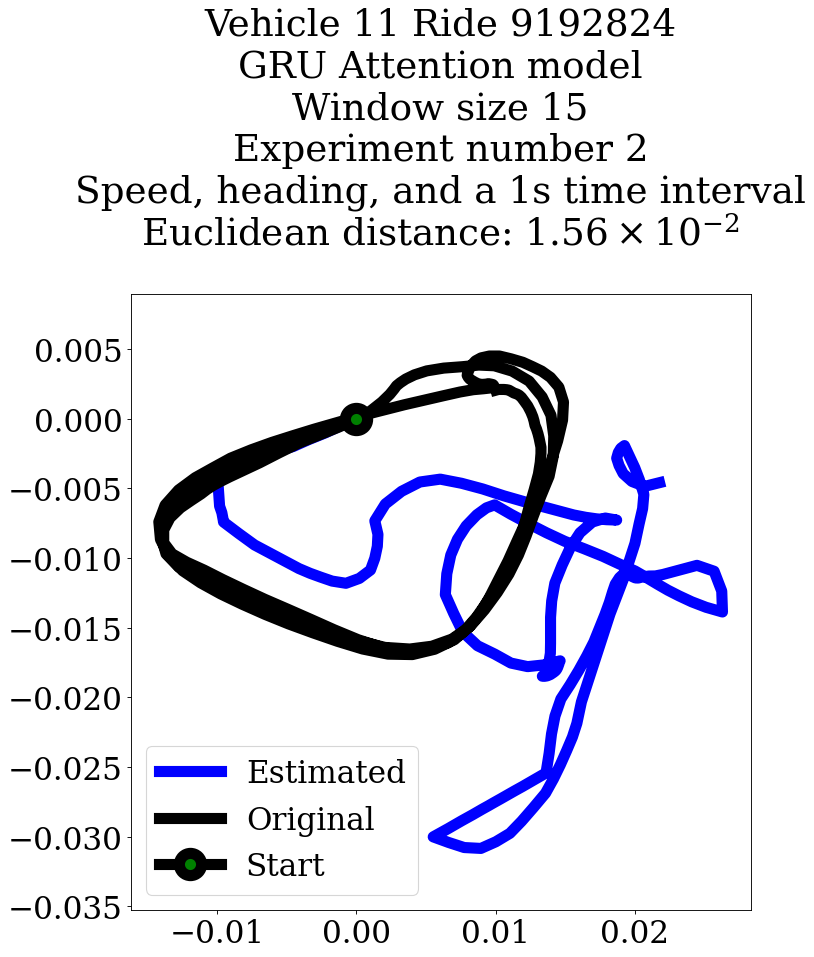 Vehicle 11 Ride 9192824
GRU Attention model
Window size 15
Experiment number 2
Speed, heading, and a 1s time interval
Euclidean distance: 1.56 × 10⁻²
0.005
0.000
−0.005
−0.010
−0.015
−0.020
−0.025
−0.030
−0.035
Estimated
Original
Start
−0.01 0.00 0.01 0.02